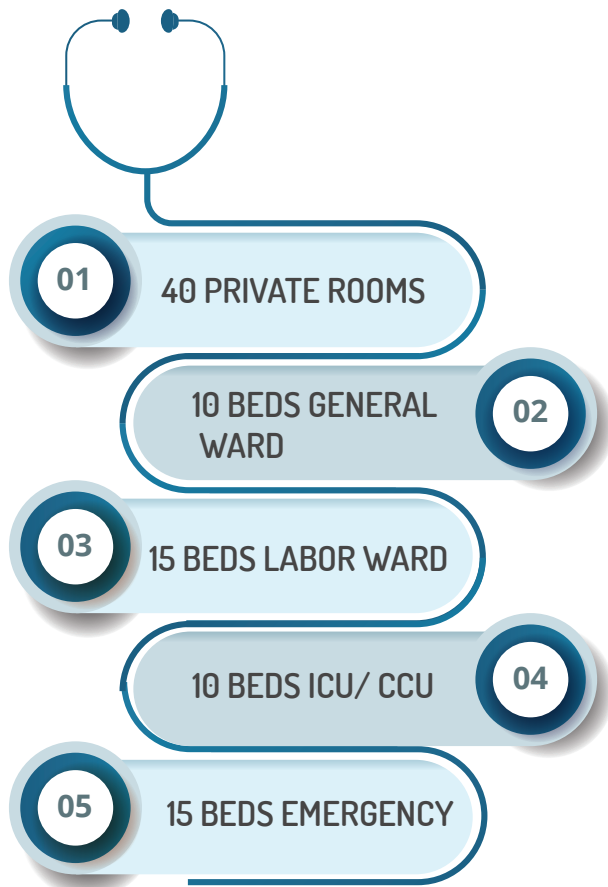 01
40 PRIVATE ROOMS
10 BEDS GENERAL
WARD
02
03
15 BEDS LABOR WARD
10 BEDS ICU/ CCU
04
05
15 BEDS EMERGENCY